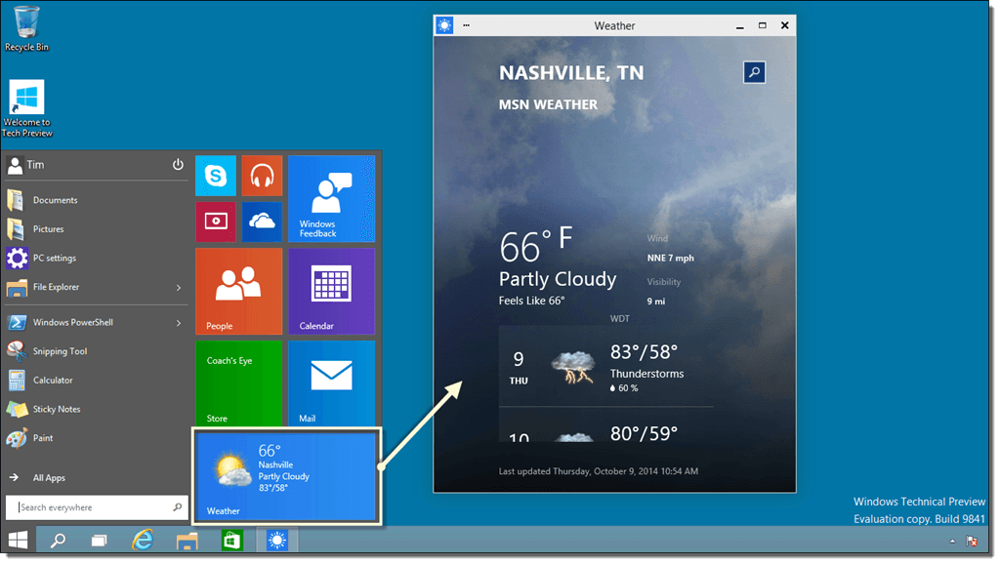 Recycle Bin
Welcome to
Tech Preview
Tim
Documents
Pictures
PC settings
File Explorer
Windows PowerShell
Snipping Tool
Calculator
Sticky Notes
Paint
All Apps
Search everywhere
Windows
Feedback
People
Calendar
Coach's Eye
Store
Mail
66°
Nashville
Partly Cloudy
83°/58°
Weather
Weather
NASHVILLE, TN
MSN WEATHER
66° F
Partly Cloudy
Feels Like 66°
Wind
NNE 7 mph
Visibility
9 mi
WDT
9
THU
83°/58°
Thunderstorms
60 %
10
80°/59°
Last updated Thursday, October 9, 2014 10:54 AM
Windows Technical Preview
Evaluation copy. Build 9841